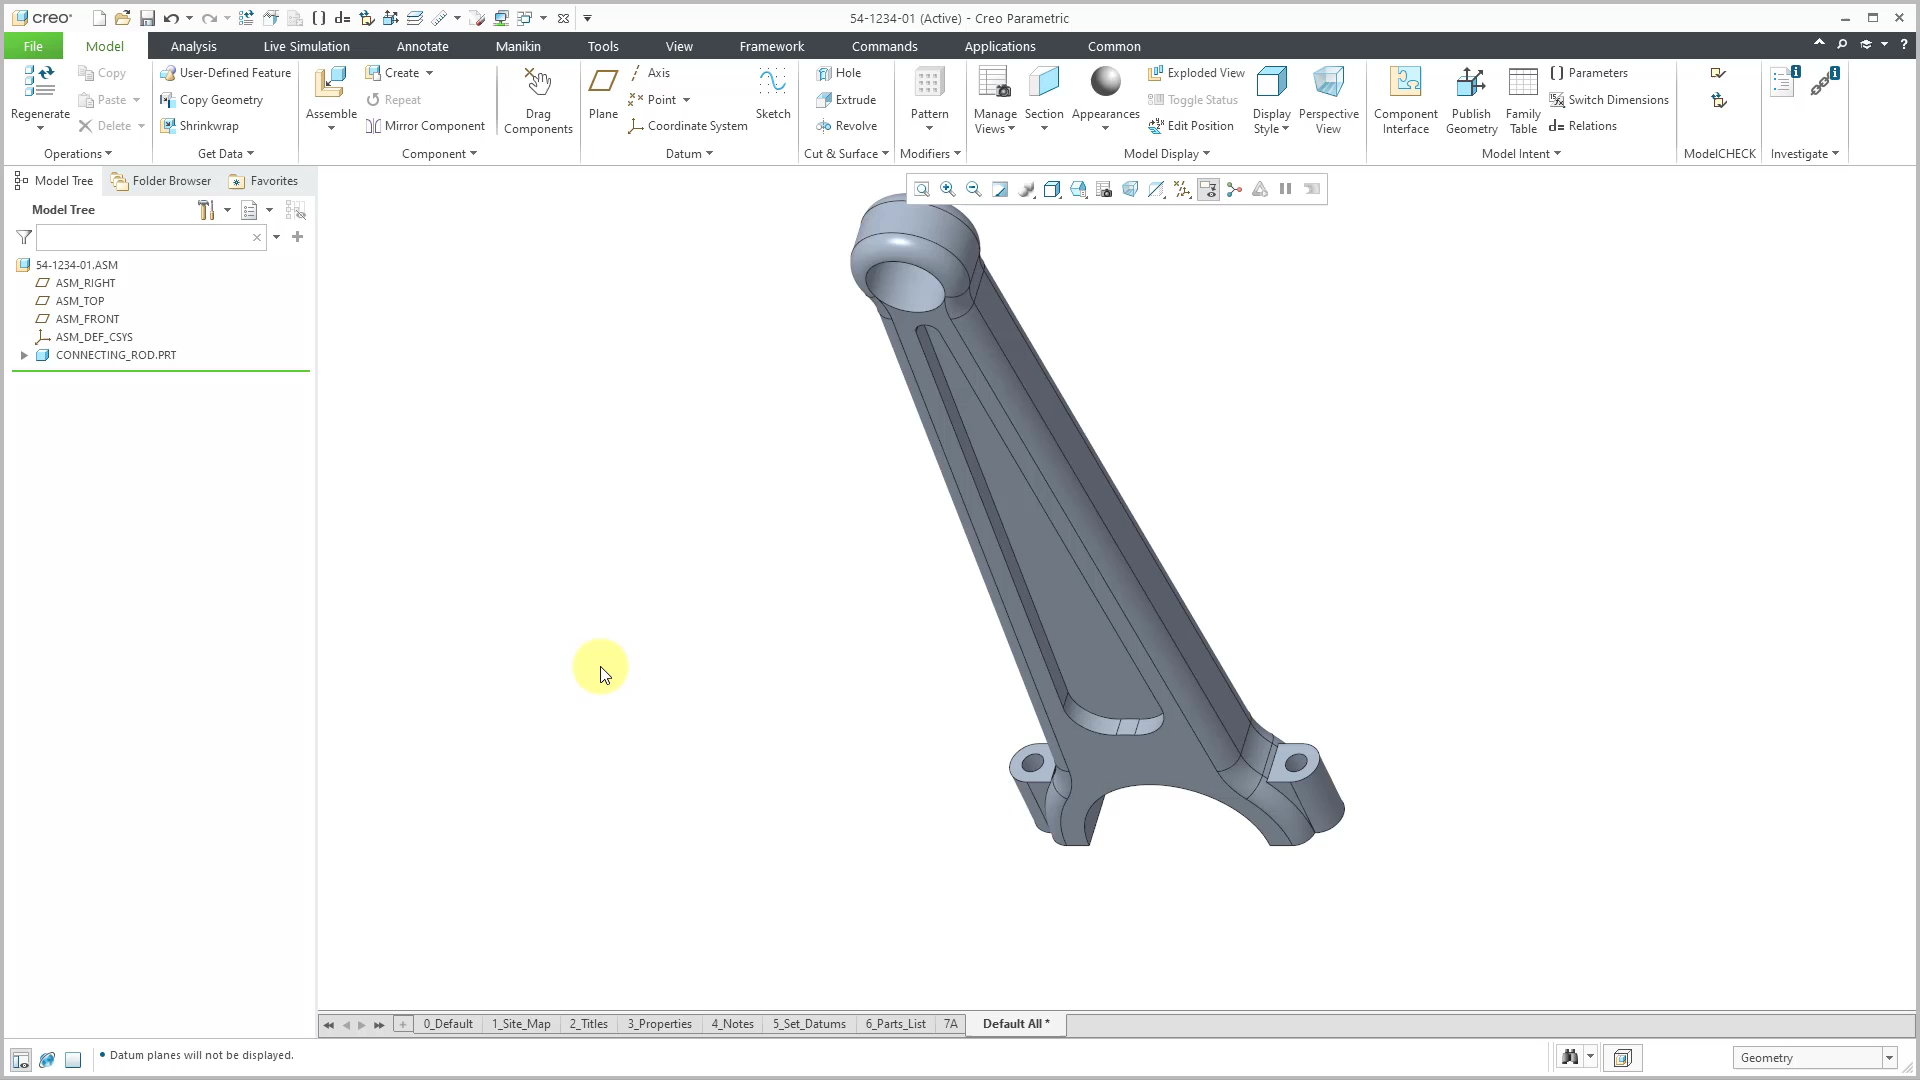 creo°
54-1234-01 (Active) - Creo Parametric
File Model Analysis Live Simulation Annotate Manikin Tools View Framework Commands Applications Common
Regenerate
Copy
Paste
Delete
Operations
User-Defined Feature
Copy Geometry
Shrinkwrap
Get Data
Assemble
Create
Repeat
Mirror Component
Drag Components
Component
Plane
Axis
Point
Coordinate System
Sketch
Datum
Hole
Extrude
Revolve
Cut & Surface
Pattern
Modifiers
Manage Views
Section
Appearances
Exploded View
Toggle Status
Edit Position
Display Style
Perspective View
Model Display
Component Interface
Publish Geometry
Family Table
Parameters
Switch Dimensions
d= Relations
Model Intent
ModelCHECK
Investigate
Model Tree Folder Browser Favorites
Model Tree
54-1234-01.ASM
ASM_RIGHT
ASM_TOP
ASM_FRONT
ASM_DEF_CSYS
CONNECTING_ROD.PRT
0_Default 1_Site_Map 2_Titles 3_Properties 4_Notes 5_Set_Datums 6_Parts_List 7A Default All *
• Datum planes will not be displayed.
Geometry